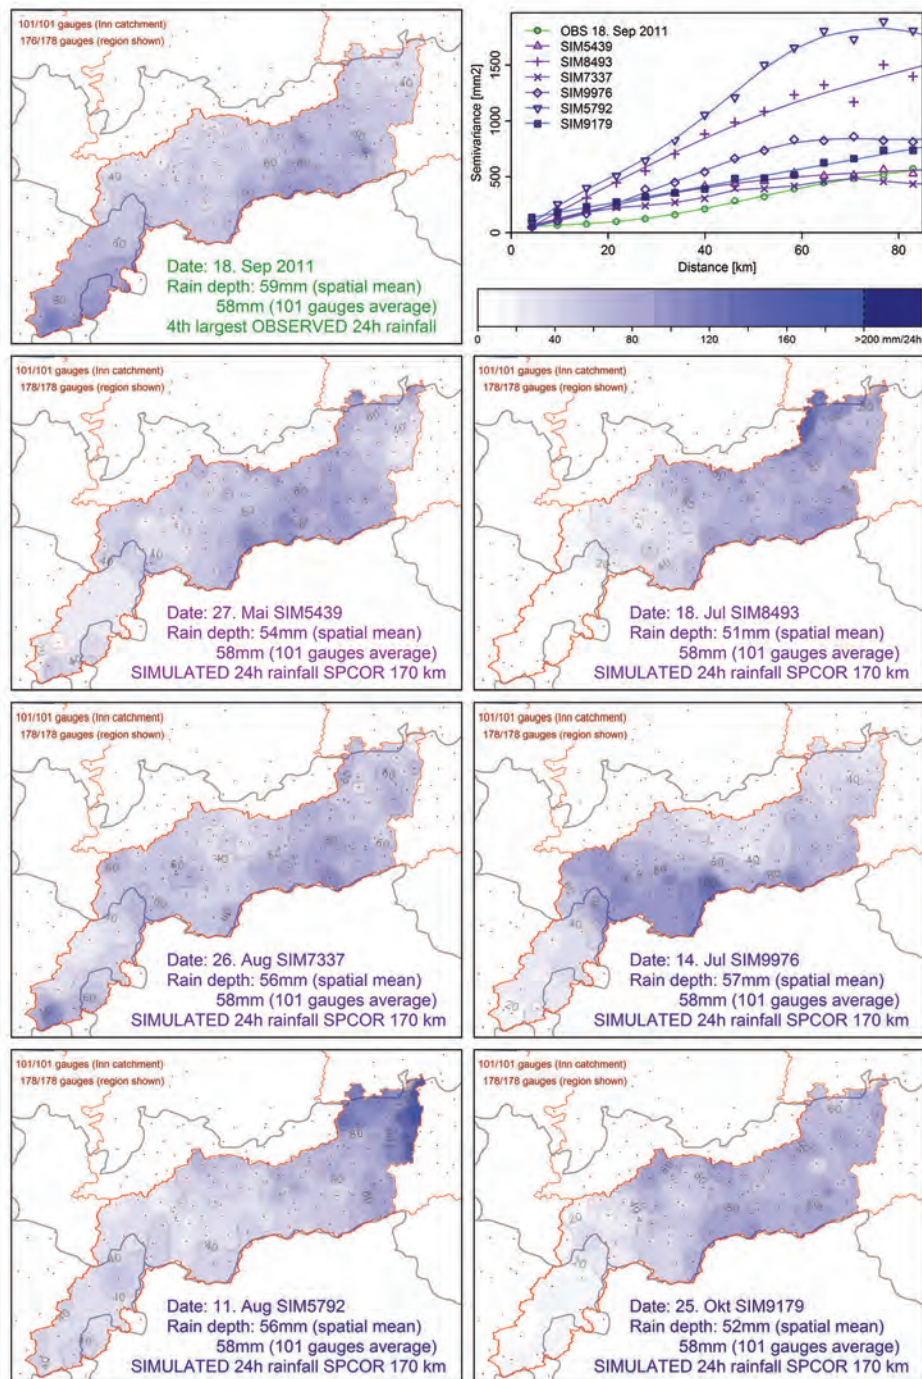 101/101 gauges (Inn catchment)
176/178 gauges (region shown)
Date: 18. Sep 2011
Rain depth: 59mm (spatial mean)
58mm (101 gauges average)
4th largest OBSERVED 24h rainfall
Semivariance [mm2]
0
500
1000
1500
OBS 18. Sep 2011
SIM5439
SIM8493
SIM7337
SIM9976
SIM5792
SIM9179
0 20 40 60 80
Distance [km]
0 40 80 120 160 >200 mm/24h
101/101 gauges (Inn catchment)
178/178 gauges (region shown)
Date: 27. Mai SIM5439
Rain depth: 54mm (spatial mean)
58mm (101 gauges average)
SIMULATED 24h rainfall SPCOR 170 km
101/101 gauges (Inn catchment)
178/178 gauges (region shown)
Date: 18. Jul SIM8493
Rain depth: 51mm (spatial mean)
58mm (101 gauges average)
SIMULATED 24h rainfall SPCOR 170 km
101/101 gauges (Inn catchment)
178/178 gauges (region shown)
Date: 26. Aug SIM7337
Rain depth: 56mm (spatial mean)
58mm (101 gauges average)
SIMULATED 24h rainfall SPCOR 170 km
101/101 gauges (Inn catchment)
178/178 gauges (region shown)
Date: 14. Jul SIM9976
Rain depth: 57mm (spatial mean)
58mm (101 gauges average)
SIMULATED 24h rainfall SPCOR 170 km
101/101 gauges (Inn catchment)
178/178 gauges (region shown)
Date: 11. Aug SIM5792
Rain depth: 56mm (spatial mean)
58mm (101 gauges average)
SIMULATED 24h rainfall SPCOR 170 km
101/101 gauges (Inn catchment)
178/178 gauges (region shown)
Date: 25. Okt SIM9179
Rain depth: 52mm (spatial mean)
58mm (101 gauges average)
SIMULATED 24h rainfall SPCOR 170 km